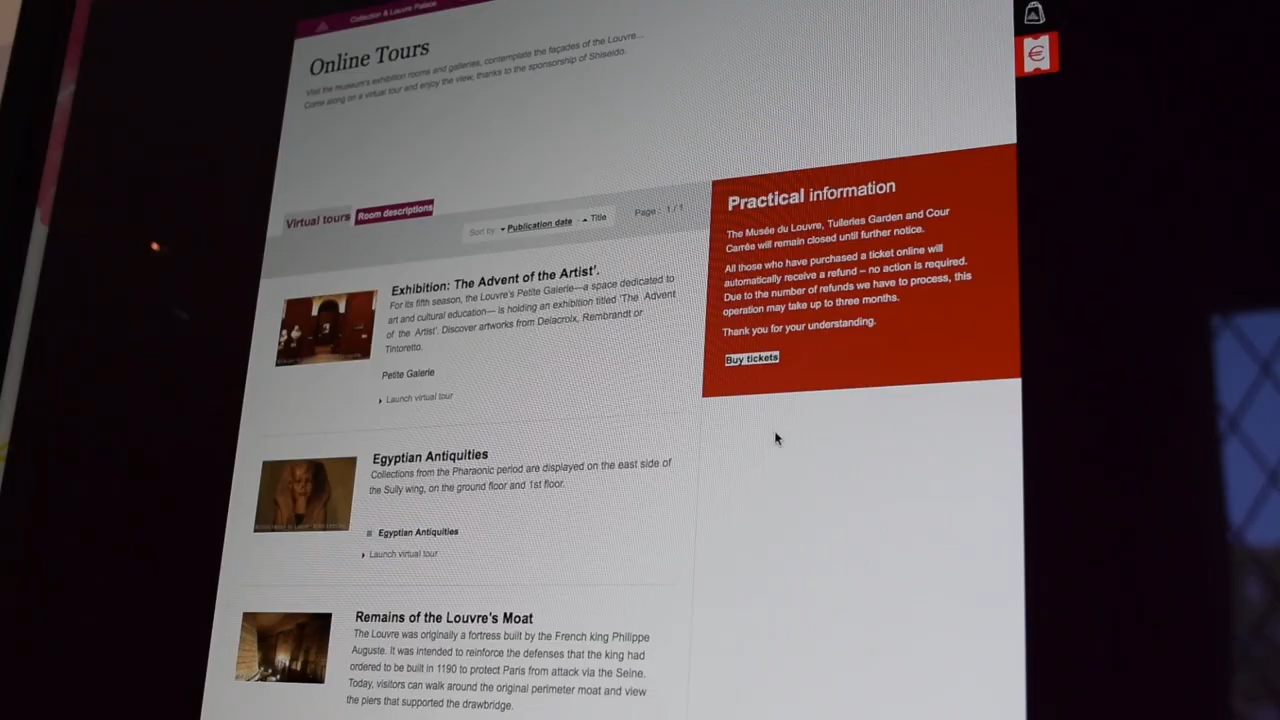 Collection & Louvre Palace
Online Tours
Visit the museum's exhibition rooms and galleries, contemplate the façades of the Louvre...
Come along on a virtual tour and enjoy the view, thanks to the sponsorship of Shiseido.
Virtual tours Room descriptions
Sort by Publication date - Title
Page : 1 / 1
Exhibition: The Advent of the Artist'.
For its fifth season, the Louvre's Petite Galerie—a space dedicated to
art and cultural education— is holding an exhibition titled 'The Advent
of the Artist'. Discover artworks from Delacroix, Rembrandt or
Tintoretto.
Petite Galerie
Launch virtual tour
Egyptian Antiquities
Collections from the Pharaonic period are displayed on the east side of
the Sully wing, on the ground floor and 1st floor.
Egyptian Antiquities
Launch virtual tour
Remains of the Louvre's Moat
The Louvre was originally a fortress built by the French king Philippe
Auguste. It was intended to reinforce the defenses that the king had
ordered to be built in 1190 to protect Paris from attack via the Seine.
Today, visitors can walk around the original perimeter moat and view
the piers that supported the drawbridge.
Practical information
The Musée du Louvre, Tuileries Garden and Cour
Carrée will remain closed until further notice.
All those who have purchased a ticket online will
automatically receive a refund – no action is required.
Due to the number of refunds we have to process, this
operation may take up to three months.
Thank you for your understanding.
Buy tickets
€